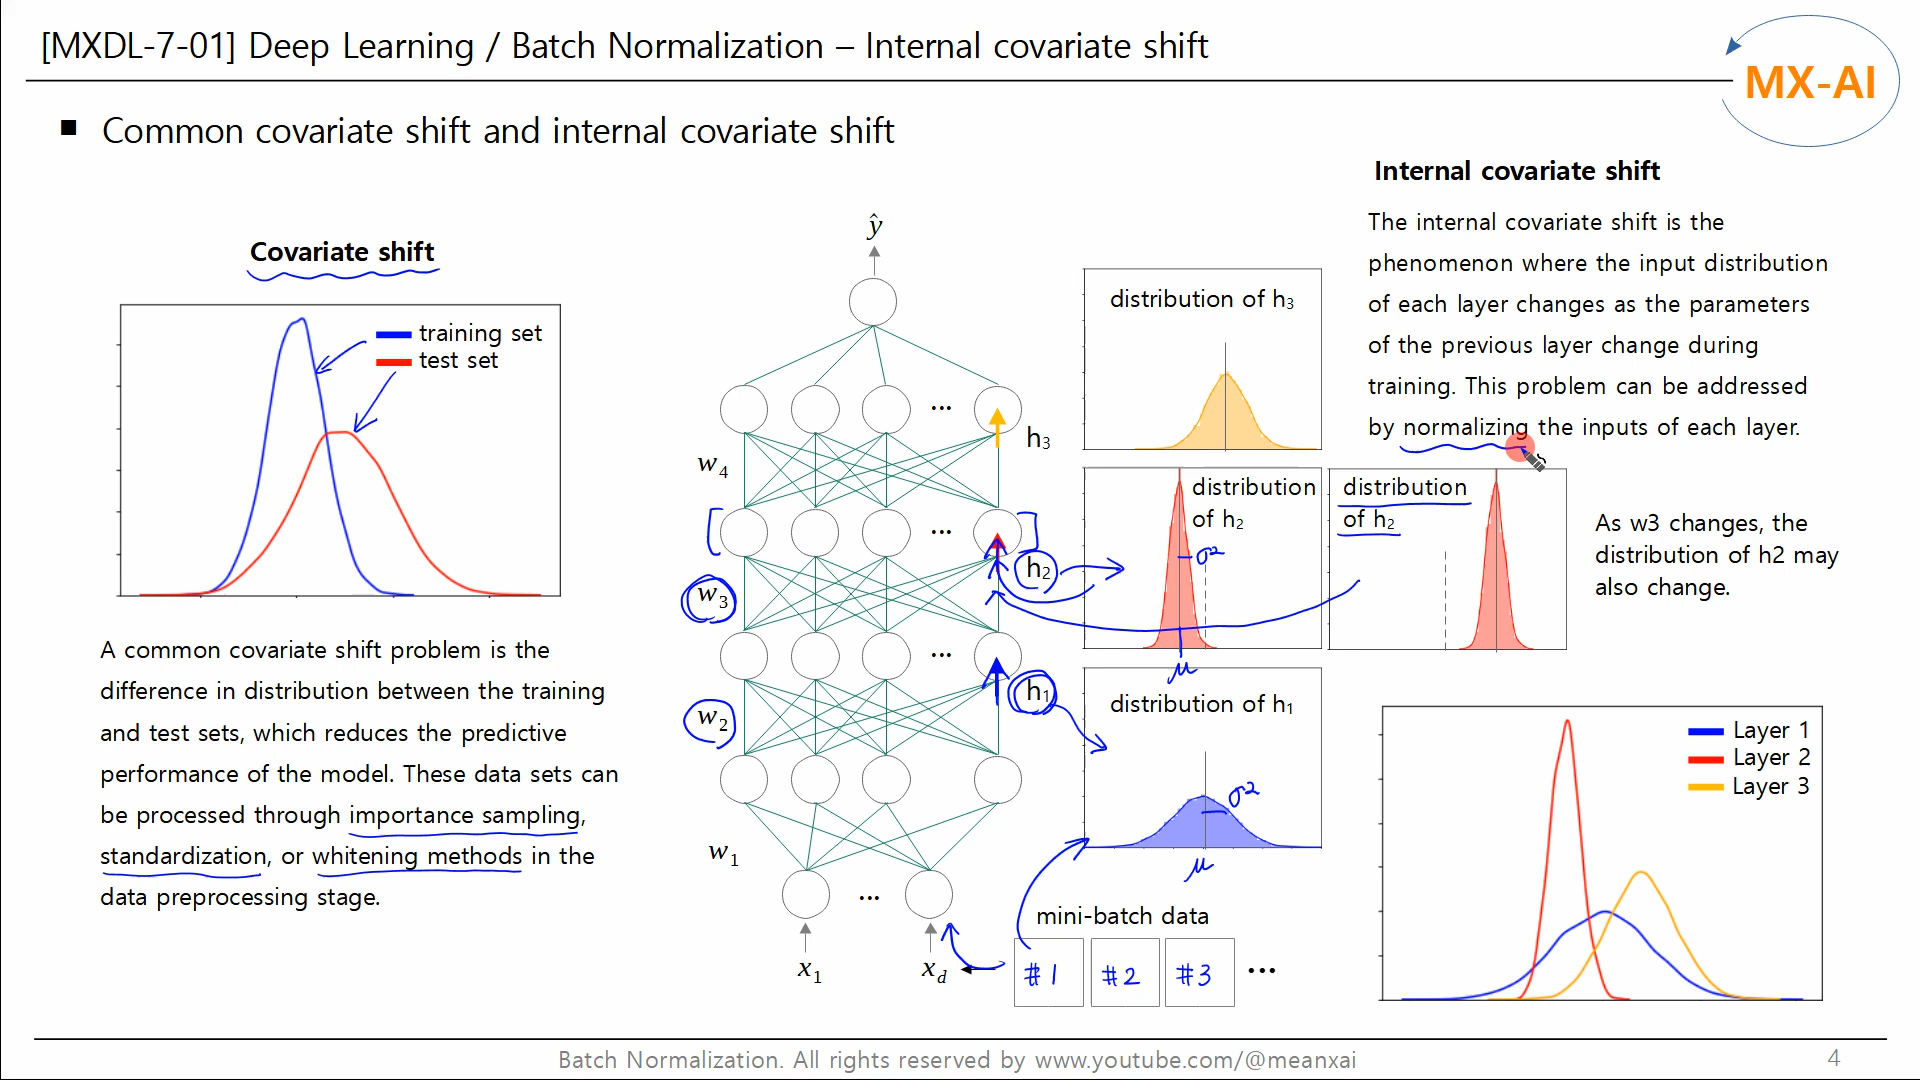 [MXDL-7-01] Deep Learning / Batch Normalization – Internal covariate shift
MX-AI
■ Common covariate shift and internal covariate shift
Covariate shift
training set
test set
A common covariate shift problem is the
difference in distribution between the training
and test sets, which reduces the predictive
performance of the model. These data sets can
be processed through importance sampling,
standardization, or whitening methods in the
data preprocessing stage.
ŷ
...
h₃
w₄
...
h₂
w₃
...
h₁
w₂
w₁
...
x₁
x_d
mini-batch data
#1
#2
#3
...
distribution of h₃
distribution
of h₂
σ²
μ
distribution
of h₂
distribution of h₁
σ²
μ
Internal covariate shift
The internal covariate shift is the
phenomenon where the input distribution
of each layer changes as the parameters
of the previous layer change during
training. This problem can be addressed
by normalizing the inputs of each layer.
As w3 changes, the
distribution of h2 may
also change.
Layer 1
Layer 2
Layer 3
Batch Normalization. All rights reserved by www.youtube.com/@meanxai
4